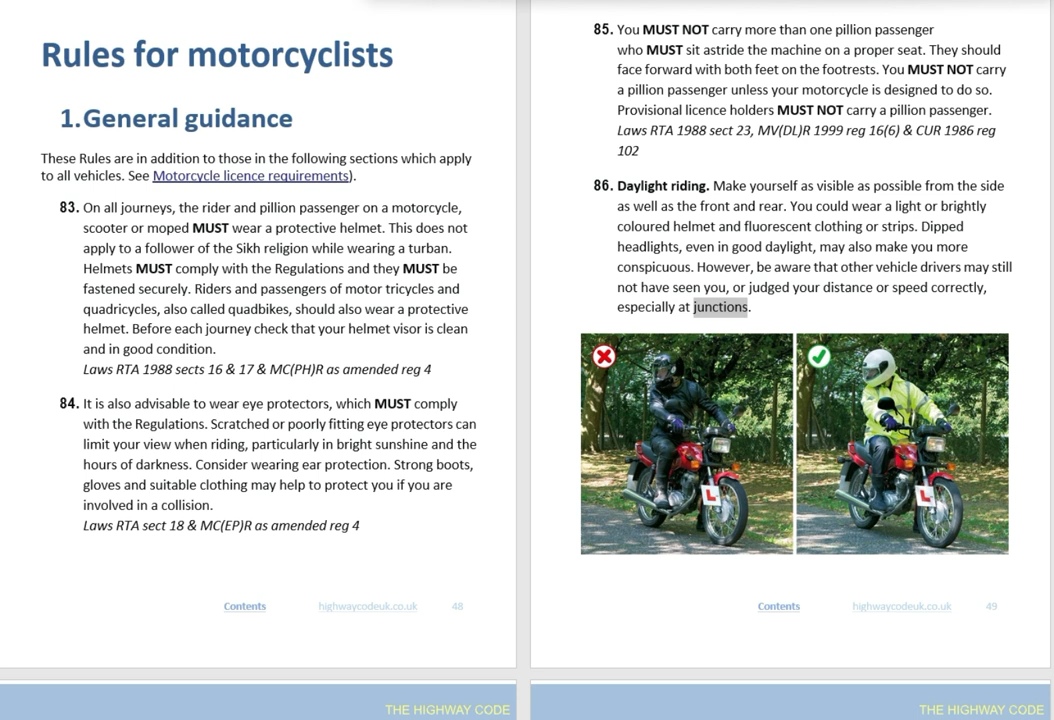 Rules for motorcyclists
1. General guidance
These Rules are in addition to those in the following sections which apply
to all vehicles. See Motorcycle licence requirements).
83. On all journeys, the rider and pillion passenger on a motorcycle,
scooter or moped MUST wear a protective helmet. This does not
apply to a follower of the Sikh religion while wearing a turban.
Helmets MUST comply with the Regulations and they MUST be
fastened securely. Riders and passengers of motor tricycles and
quadricycles, also called quadbikes, should also wear a protective
helmet. Before each journey check that your helmet visor is clean
and in good condition.
Laws RTA 1988 sects 16 & 17 & MC(PH)R as amended reg 4
84. It is also advisable to wear eye protectors, which MUST comply
with the Regulations. Scratched or poorly fitting eye protectors can
limit your view when riding, particularly in bright sunshine and the
hours of darkness. Consider wearing ear protection. Strong boots,
gloves and suitable clothing may help to protect you if you are
involved in a collision.
Laws RTA sect 18 & MC(EP)R as amended reg 4
Contents highwaycodeuk.co.uk 48
85. You MUST NOT carry more than one pillion passenger
who MUST sit astride the machine on a proper seat. They should
face forward with both feet on the footrests. You MUST NOT carry
a pillion passenger unless your motorcycle is designed to do so.
Provisional licence holders MUST NOT carry a pillion passenger.
Laws RTA 1988 sect 23, MV(DL)R 1999 reg 16(6) & CUR 1986 reg
102
86. Daylight riding. Make yourself as visible as possible from the side
as well as the front and rear. You could wear a light or brightly
coloured helmet and fluorescent clothing or strips. Dipped
headlights, even in good daylight, may also make you more
conspicuous. However, be aware that other vehicle drivers may still
not have seen you, or judged your distance or speed correctly,
especially at junctions.
L
L
Contents highwaycodeuk.co.uk 49
THE HIGHWAY CODE
THE HIGHWAY CODE